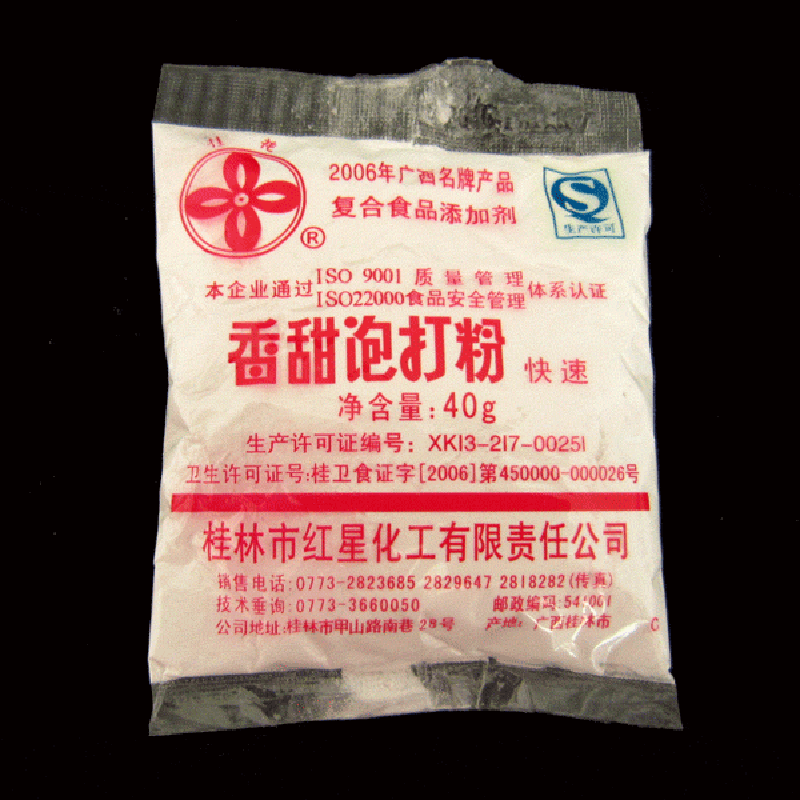 桂花
®
2006年广西名牌产品
复合食品添加剂
QS
生产许可
本企业通过ISO 9001 质量管理
ISO22000食品安全管理体系认证
香甜泡打粉 快速
净含量:40g
生产许可证编号: XK13-217-00251
卫生许可证号:桂卫食证字[2006]第450000-000026号
桂林市红星化工有限责任公司
销售电话:0773-2823685 2829647 2818282(传真)
技术垂询:0773-3660050 邮政编码:541001
公司地址:桂林市甲山路南巷28号 产地: 广西桂林市